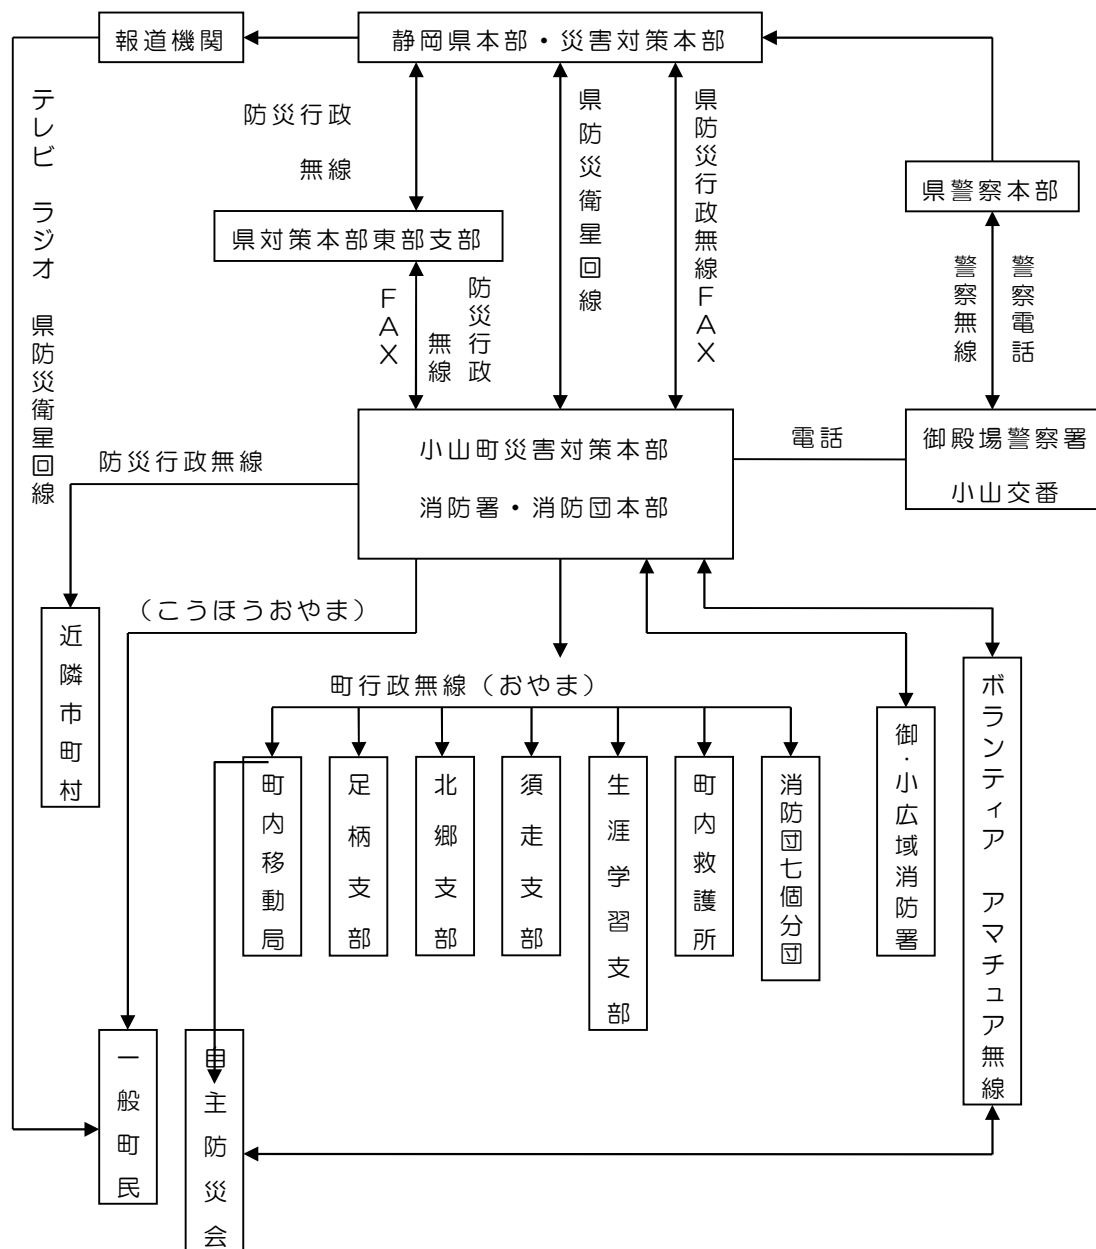 報道機関
静岡県本部・災害対策本部
テレビ ラジオ 県防災衛星回線
防災行政
無線
県防災衛星回線
県防災行政無線FAX
県警察本部
県対策本部東部支部
警察無線
警察電話
FAX
防災行政
無線
小山町災害対策本部
消防署・消防団本部
電話
御殿場警察署
小山交番
防災行政無線
(こうほうおやま)
近隣市町村
町行政無線(おやま)
町内移動局
足柄支部
北郷支部
須走支部
生涯学習支部
町内救護所
消防団七個分団
御・小広域消防署
ボランティア アマチュア無線
一般町民
自主防災会